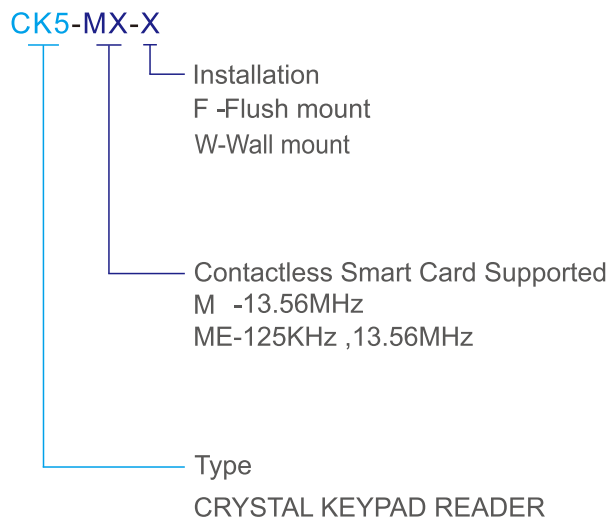 CK5-MX-X
Installation
F -Flush mount
W-Wall mount
Contactless Smart Card Supported
M -13.56MHz
ME-125KHz ,13.56MHz
Type
CRYSTAL KEYPAD READER